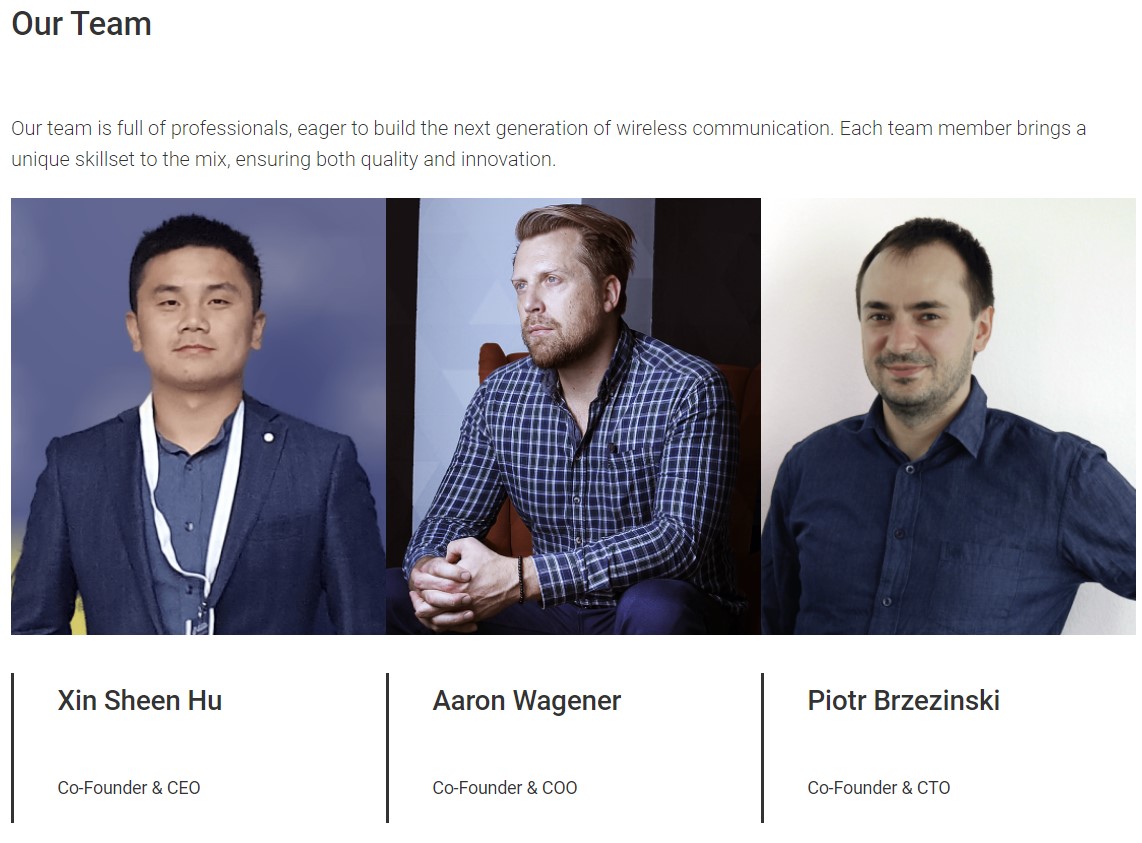 Our Team
Our team is full of professionals, eager to build the next generation of wireless communication. Each team member brings a
unique skillset to the mix, ensuring both quality and innovation.
Xin Sheen Hu
Aaron Wagener
Piotr Brzezinski
Co-Founder & CEO
Co-Founder & COO
Co-Founder & CTO